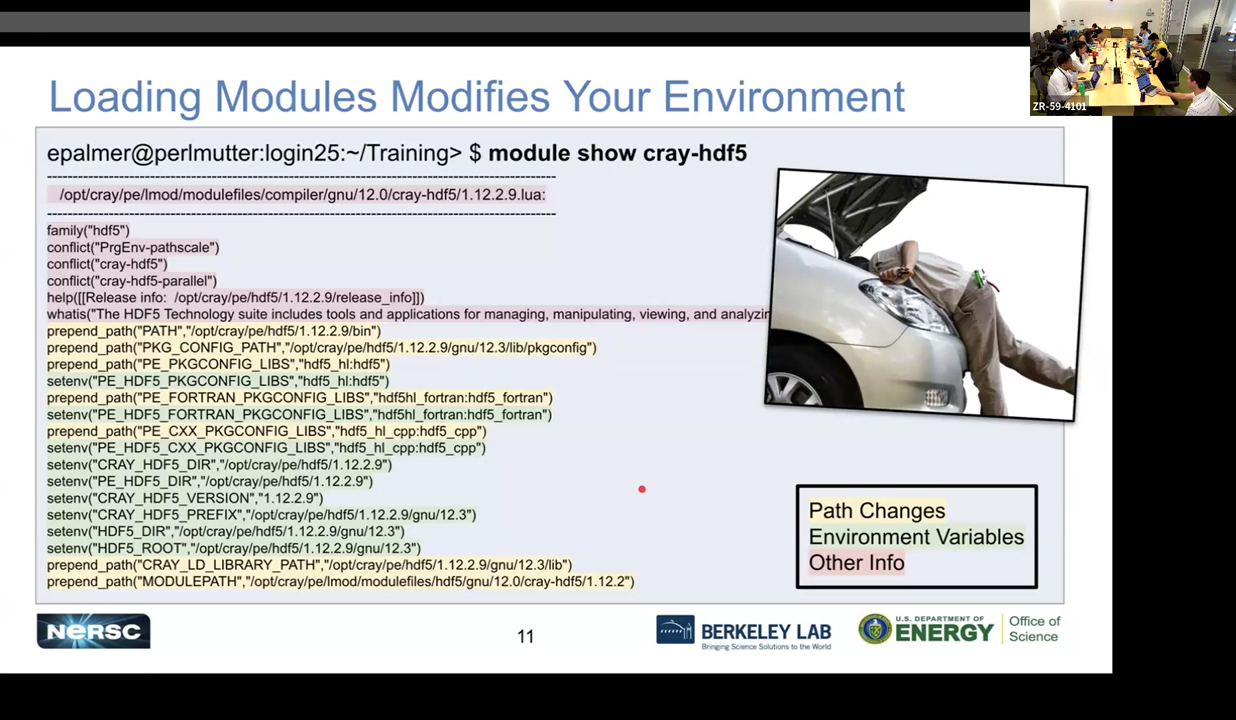 ZR-59-4101
Loading Modules Modifies Your Environment
epalmer@perlmutter:login25:~/Training> $ module show cray-hdf5
--------------------------------------------------------------------------------------------
/opt/cray/pe/lmod/modulefiles/compiler/gnu/12.0/cray-hdf5/1.12.2.9.lua:
--------------------------------------------------------------------------------------------
family("hdf5")
conflict("PrgEnv-pathscale")
conflict("cray-hdf5")
conflict("cray-hdf5-parallel")
help([[Release info:  /opt/cray/pe/hdf5/1.12.2.9/release_info]])
whatis("The HDF5 Technology suite includes tools and applications for managing, manipulating, viewing, and analyzin
prepend_path("PATH","/opt/cray/pe/hdf5/1.12.2.9/bin")
prepend_path("PKG_CONFIG_PATH","/opt/cray/pe/hdf5/1.12.2.9/gnu/12.3/lib/pkgconfig")
prepend_path("PE_PKGCONFIG_LIBS","hdf5_hl:hdf5")
setenv("PE_HDF5_PKGCONFIG_LIBS","hdf5_hl:hdf5")
prepend_path("PE_FORTRAN_PKGCONFIG_LIBS","hdf5hl_fortran:hdf5_fortran")
setenv("PE_HDF5_FORTRAN_PKGCONFIG_LIBS","hdf5hl_fortran:hdf5_fortran")
prepend_path("PE_CXX_PKGCONFIG_LIBS","hdf5_hl_cpp:hdf5_cpp")
setenv("PE_HDF5_CXX_PKGCONFIG_LIBS","hdf5_hl_cpp:hdf5_cpp")
setenv("CRAY_HDF5_DIR","/opt/cray/pe/hdf5/1.12.2.9")
setenv("PE_HDF5_DIR","/opt/cray/pe/hdf5/1.12.2.9")
setenv("CRAY_HDF5_VERSION","1.12.2.9")
setenv("CRAY_HDF5_PREFIX","/opt/cray/pe/hdf5/1.12.2.9/gnu/12.3")
setenv("HDF5_DIR","/opt/cray/pe/hdf5/1.12.2.9/gnu/12.3")
setenv("HDF5_ROOT","/opt/cray/pe/hdf5/1.12.2.9/gnu/12.3")
prepend_path("CRAY_LD_LIBRARY_PATH","/opt/cray/pe/hdf5/1.12.2.9/gnu/12.3/lib")
prepend_path("MODULEPATH","/opt/cray/pe/lmod/modulefiles/hdf5/gnu/12.0/cray-hdf5/1.12.2")
Path Changes
Environment Variables
Other Info
NERSC
11
BERKELEY LAB
Bringing Science Solutions to the World
U.S. DEPARTMENT OF
ENERGY
Office of
Science